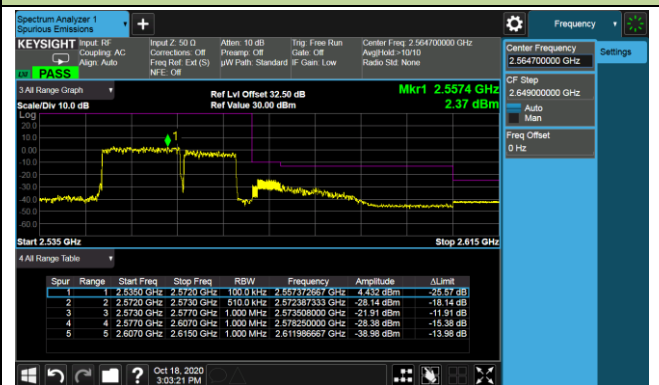 Spectrum Analyzer 1
Spurious Emissions
Frequency
KEYSIGHT
Input: RF
Coupling: AC
Align: Auto
Input Z: 50 Ω
Corrections: Off
Freq Ref: Ext (S)
NFE: Off
Atten: 10 dB
Preamp: Off
µW Path: Standard
Trig: Free Run
Gate: Off
IF Gain: Low
Center Freq: 2.564700000 GHz
Avg|Hold:>10/10
Radio Std: None
PASS
3 All Range Graph
Scale/Div 10.0 dB
Ref Lvl Offset 32.50 dB
Ref Value 30.00 dBm
Mkr1 2.5574 GHz
2.37 dBm
Log
20.0
10.0
0.00
-10.0
-20.0
-30.0
-40.0
-50.0
-60.0
1
Start 2.535 GHz
Stop 2.615 GHz
4 All Range Table
Spur Range Start Freq Stop Freq RBW Frequency Amplitude ΔLimit
1 1 2.5350 GHz 2.5720 GHz 100.0 kHz 2.557372667 GHz 4.432 dBm -25.57 dB
2 2 2.5720 GHz 2.5730 GHz 510.0 kHz 2.572387333 GHz -28.14 dBm -18.14 dB
3 3 2.5730 GHz 2.5770 GHz 1.000 MHz 2.573508000 GHz -21.91 dBm -11.91 dB
4 4 2.5770 GHz 2.6070 GHz 1.000 MHz 2.578250000 GHz -28.38 dBm -15.38 dB
5 5 2.6070 GHz 2.6150 GHz 1.000 MHz 2.611986667 GHz -38.98 dBm -13.98 dB
Center Frequency
2.564700000 GHz
Settings
CF Step
2.649000000 GHz
Auto
Man
Freq Offset
0 Hz
Oct 18, 2020
3:03:21 PM